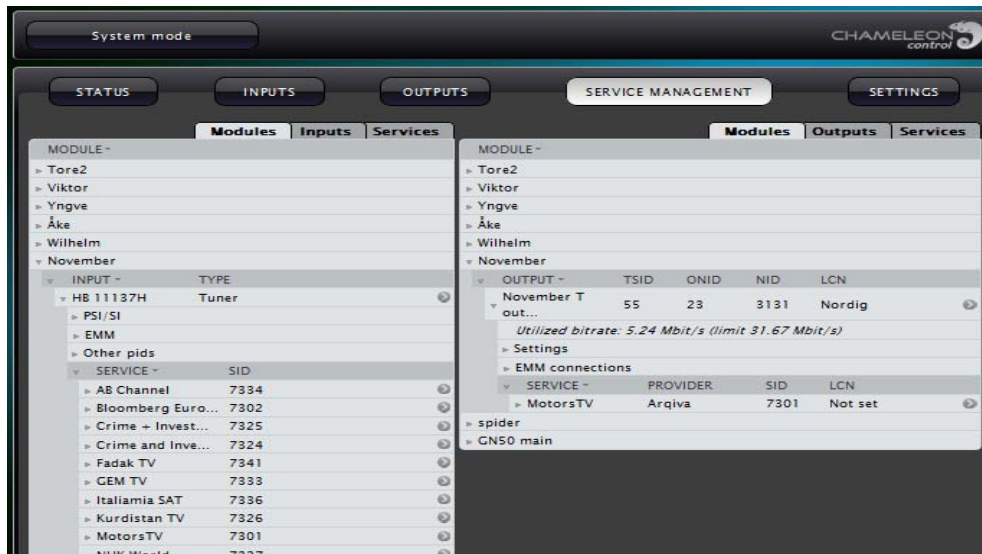 System mode
CHAMELEON
control
STATUS
INPUTS
OUTPUTS
SERVICE MANAGEMENT
SETTINGS
Modules Inputs Services
MODULE
Tore2
Viktor
Yngve
Åke
Wilhelm
November
INPUT TYPE
HB 11137H Tuner
PSI/SI
EMM
Other pids
SERVICE SID
AB Channel 7334
Bloomberg Euro... 7302
Crime + Invest... 7325
Crime and Inve... 7324
Fadak TV 7341
GEM TV 7333
Italiamia SAT 7336
Kurdistan TV 7326
MotorsTV 7301
Modules Outputs Services
MODULE
Tore2
Viktor
Yngve
Åke
Wilhelm
November
OUTPUT TSID ONID NID LCN
November T
out... 55 23 3131 Nordig
Utilized bitrate: 5.24 Mbit/s (limit 31.67 Mbit/s)
Settings
EMM connections
SERVICE PROVIDER SID LCN
MotorsTV Arqiva 7301 Not set
spider
GN50 main